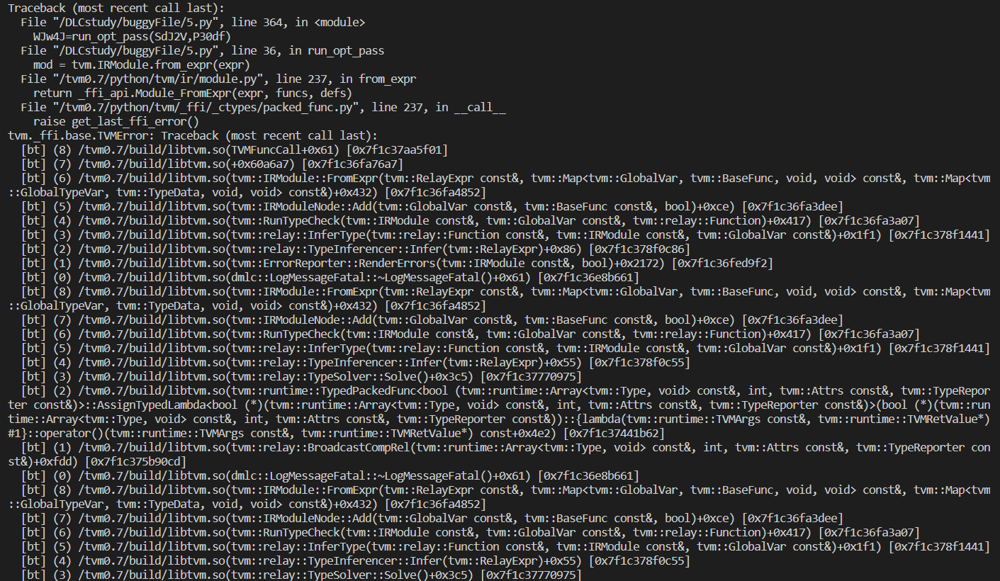 Traceback (most recent call last):
  File "/DLCstudy/buggyFile/5.py", line 364, in <module>
    WJw4J=run_opt_pass(SdJ2V,P30df)
  File "/DLCstudy/buggyFile/5.py", line 36, in run_opt_pass
    mod = tvm.IRModule.from_expr(expr)
  File "/tvm0.7/python/tvm/ir/module.py", line 237, in from_expr
    return _ffi_api.Module_FromExpr(expr, funcs, defs)
  File "/tvm0.7/python/tvm/_ffi/_ctypes/packed_func.py", line 237, in __call__
    raise get_last_ffi_error()
tvm._ffi.base.TVMError: Traceback (most recent call last):
  [bt] (8) /tvm0.7/build/libtvm.so(TVMFuncCall+0x61) [0x7f1c37aa5f01]
  [bt] (7) /tvm0.7/build/libtvm.so(+0x60a6a7) [0x7f1c36fa76a7]
  [bt] (6) /tvm0.7/build/libtvm.so(tvm::IRModule::FromExpr(tvm::RelayExpr const&, tvm::Map<tvm::GlobalVar, tvm::BaseFunc, void, void> const&, tvm::Map<tvm
::GlobalTypeVar, tvm::TypeData, void, void> const&)+0x432) [0x7f1c36fa4852]
  [bt] (5) /tvm0.7/build/libtvm.so(tvm::IRModuleNode::Add(tvm::GlobalVar const&, tvm::BaseFunc const&, bool)+0xce) [0x7f1c36fa3dee]
  [bt] (4) /tvm0.7/build/libtvm.so(tvm::RunTypeCheck(tvm::IRModule const&, tvm::GlobalVar const&, tvm::relay::Function)+0x417) [0x7f1c36fa3a07]
  [bt] (3) /tvm0.7/build/libtvm.so(tvm::relay::InferType(tvm::relay::Function const&, tvm::IRModule const&, tvm::GlobalVar const&)+0x1f1) [0x7f1c378f1441]
  [bt] (2) /tvm0.7/build/libtvm.so(tvm::relay::TypeInferencer::Infer(tvm::RelayExpr)+0x86) [0x7f1c378f0c86]
  [bt] (1) /tvm0.7/build/libtvm.so(tvm::ErrorReporter::RenderErrors(tvm::IRModule const&, bool)+0x2172) [0x7f1c36fed9f2]
  [bt] (0) /tvm0.7/build/libtvm.so(dmlc::LogMessageFatal::~LogMessageFatal()+0x61) [0x7f1c36e8b661]
  [bt] (8) /tvm0.7/build/libtvm.so(tvm::IRModule::FromExpr(tvm::RelayExpr const&, tvm::Map<tvm::GlobalVar, tvm::BaseFunc, void, void> const&, tvm::Map<tvm
::GlobalTypeVar, tvm::TypeData, void, void> const&)+0x432) [0x7f1c36fa4852]
  [bt] (7) /tvm0.7/build/libtvm.so(tvm::IRModuleNode::Add(tvm::GlobalVar const&, tvm::BaseFunc const&, bool)+0xce) [0x7f1c36fa3dee]
  [bt] (6) /tvm0.7/build/libtvm.so(tvm::RunTypeCheck(tvm::IRModule const&, tvm::GlobalVar const&, tvm::relay::Function)+0x417) [0x7f1c36fa3a07]
  [bt] (5) /tvm0.7/build/libtvm.so(tvm::relay::InferType(tvm::relay::Function const&, tvm::IRModule const&, tvm::GlobalVar const&)+0x1f1) [0x7f1c378f1441]
  [bt] (4) /tvm0.7/build/libtvm.so(tvm::relay::TypeInferencer::Infer(tvm::RelayExpr)+0x55) [0x7f1c378f0c55]
  [bt] (3) /tvm0.7/build/libtvm.so(tvm::relay::TypeSolver::Solve()+0x3c5) [0x7f1c37770975]
  [bt] (2) /tvm0.7/build/libtvm.so(tvm::runtime::TypedPackedFunc<bool (tvm::runtime::Array<tvm::Type, void> const&, int, tvm::Attrs const&, tvm::TypeRepor
ter const&)>::AssignTypedLambda<bool (*)(tvm::runtime::Array<tvm::Type, void> const&, int, tvm::Attrs const&, tvm::TypeReporter const&)>(bool (*)(tvm::run
time::Array<tvm::Type, void> const&, int, tvm::Attrs const&, tvm::TypeReporter const&))::{lambda(tvm::runtime::TVMArgs const&, tvm::runtime::TVMRetValue*)
#1}::operator()(tvm::runtime::TVMArgs const&, tvm::runtime::TVMRetValue*) const+0x4e2) [0x7f1c37441b62]
  [bt] (1) /tvm0.7/build/libtvm.so(tvm::relay::BroadcastCompRel(tvm::runtime::Array<tvm::Type, void> const&, int, tvm::Attrs const&, tvm::TypeReporter con
st&)+0xfdd) [0x7f1c375b90cd]
  [bt] (0) /tvm0.7/build/libtvm.so(dmlc::LogMessageFatal::~LogMessageFatal()+0x61) [0x7f1c36e8b661]
  [bt] (8) /tvm0.7/build/libtvm.so(tvm::IRModule::FromExpr(tvm::RelayExpr const&, tvm::Map<tvm::GlobalVar, tvm::BaseFunc, void, void> const&, tvm::Map<tvm
::GlobalTypeVar, tvm::TypeData, void, void> const&)+0x432) [0x7f1c36fa4852]
  [bt] (7) /tvm0.7/build/libtvm.so(tvm::IRModuleNode::Add(tvm::GlobalVar const&, tvm::BaseFunc const&, bool)+0xce) [0x7f1c36fa3dee]
  [bt] (6) /tvm0.7/build/libtvm.so(tvm::RunTypeCheck(tvm::IRModule const&, tvm::GlobalVar const&, tvm::relay::Function)+0x417) [0x7f1c36fa3a07]
  [bt] (5) /tvm0.7/build/libtvm.so(tvm::relay::InferType(tvm::relay::Function const&, tvm::IRModule const&, tvm::GlobalVar const&)+0x1f1) [0x7f1c378f1441]
  [bt] (4) /tvm0.7/build/libtvm.so(tvm::relay::TypeInferencer::Infer(tvm::RelayExpr)+0x55) [0x7f1c378f0c55]
  [bt] (3) /tvm0.7/build/libtvm.so(tvm::relay::TypeSolver::Solve()+0x3c5) [0x7f1c37770975]